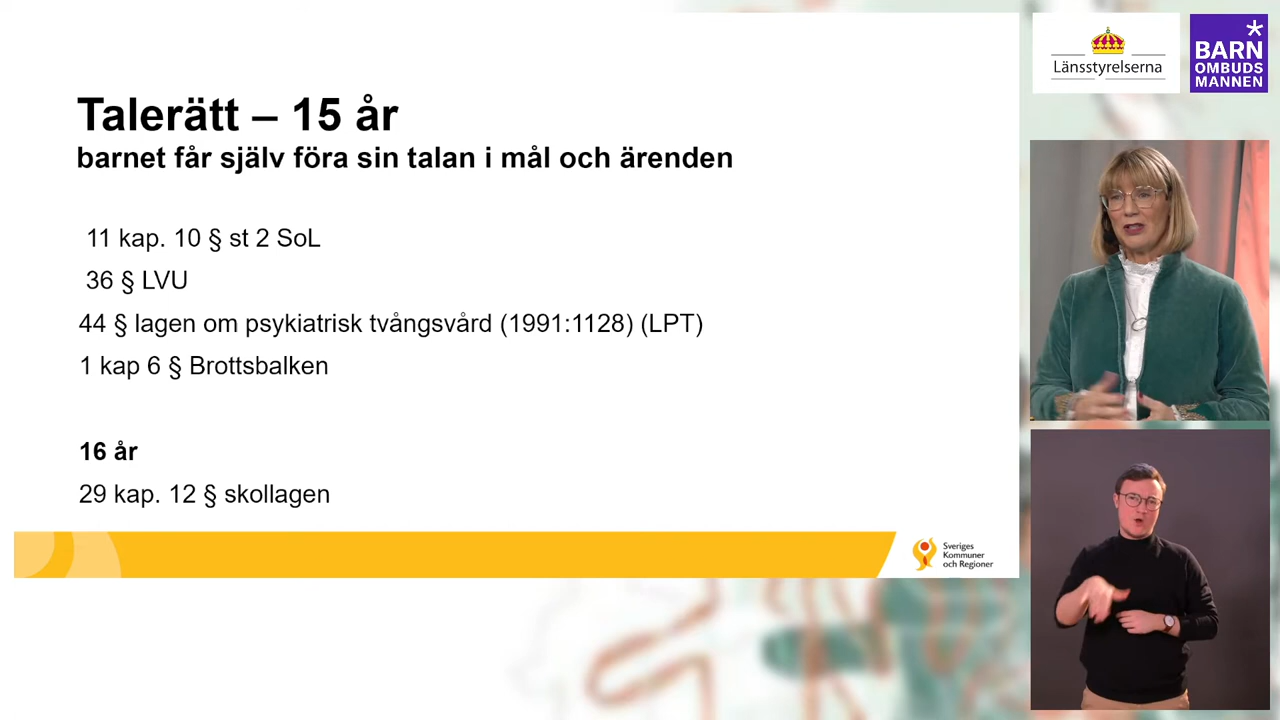 Talerätt – 15 år
barnet får själv föra sin talan i mål och ärenden
11 kap. 10 § st 2 SoL
36 § LVU
44 § lagen om psykiatrisk tvångsvård (1991:1128) (LPT)
1 kap 6 § Brottsbalken
16 år
29 kap. 12 § skollagen
Sveriges
Kommuner
och Regioner
Länsstyrelserna
BARN
OMBUDS
MANNEN